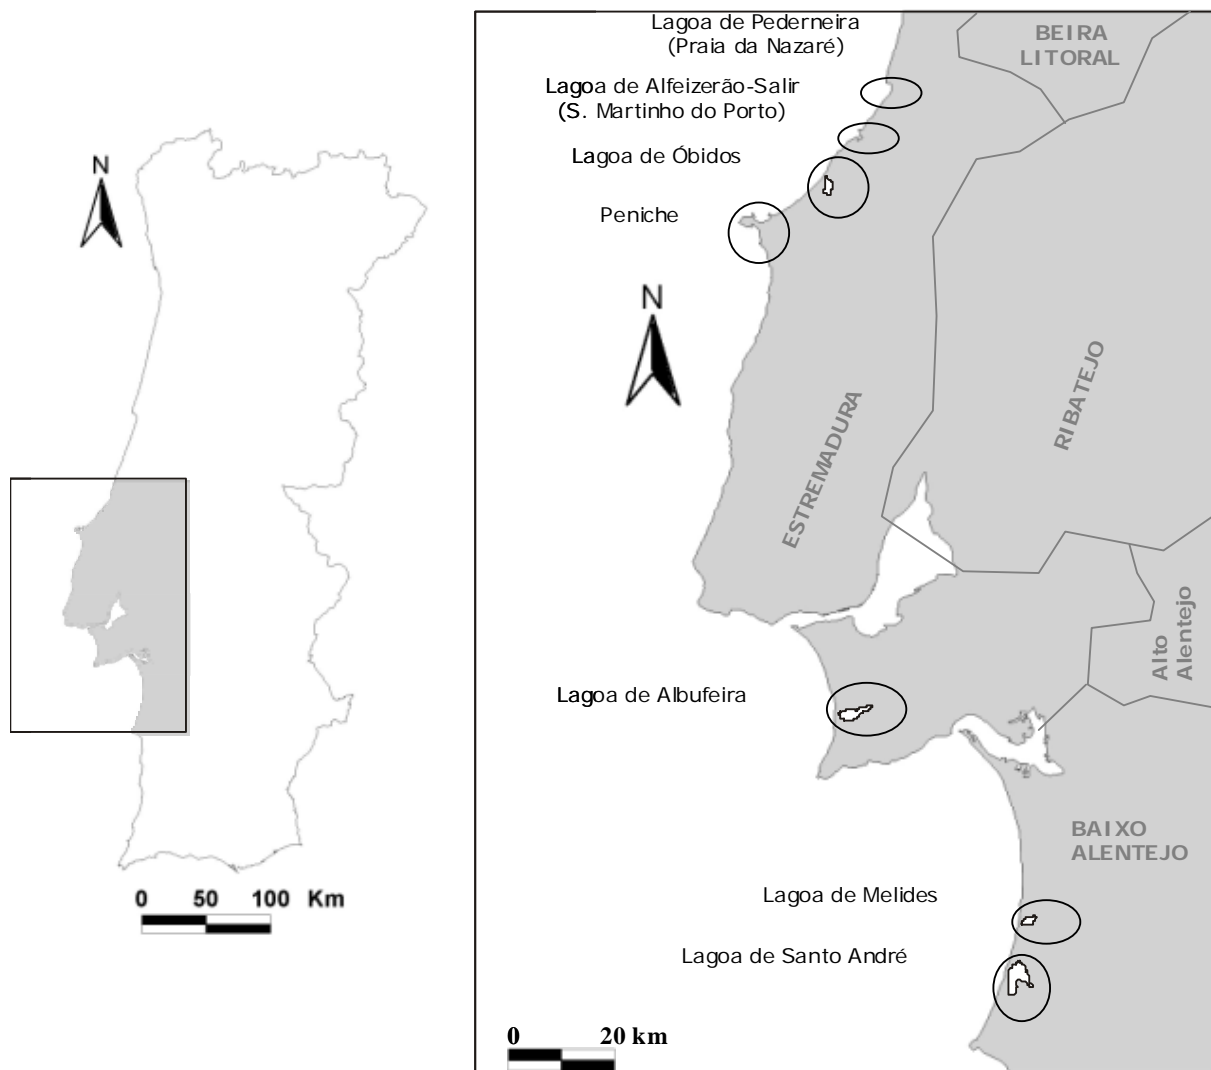 N
0 50 100 Km
Lagoa de Pederneira
(Praia da Nazaré)
BEIRA
LITORAL
Lagoa de Alfeizerão-Salir
(S. Martinho do Porto)
Lagoa de Óbidos
Peniche
N
ESTREMADURA
RIBATEJO
Alto
Alentejo
Lagoa de Albufeira
BAIXO
ALENTEJO
Lagoa de Melides
Lagoa de Santo André
0 20 km